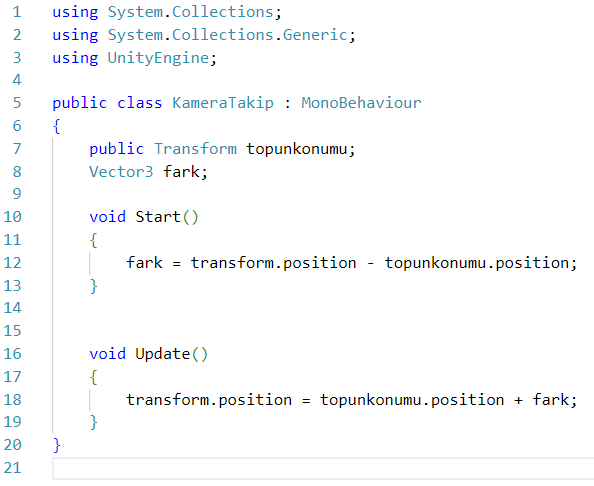 1 using System.Collections;
2 using System.Collections.Generic;
3 using UnityEngine;
4
5 public class KameraTakip : MonoBehaviour
6 {
7     public Transform topunkonumu;
8     Vector3 fark;
9
10     void Start()
11     {
12         fark = transform.position - topunkonumu.position;
13     }
14
15
16     void Update()
17     {
18         transform.position = topunkonumu.position + fark;
19     }
20 }
21